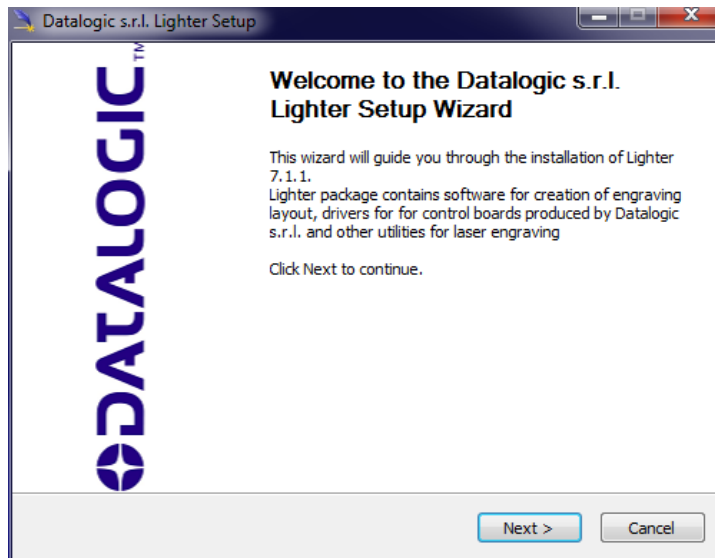 Datalogic s.r.l. Lighter Setup
DATALOGIC™
Welcome to the Datalogic s.r.l.
Lighter Setup Wizard
This wizard will guide you through the installation of Lighter
7.1.1.
Lighter package contains software for creation of engraving
layout, drivers for for control boards produced by Datalogic
s.r.l. and other utilities for laser engraving
Click Next to continue.
Next >
Cancel